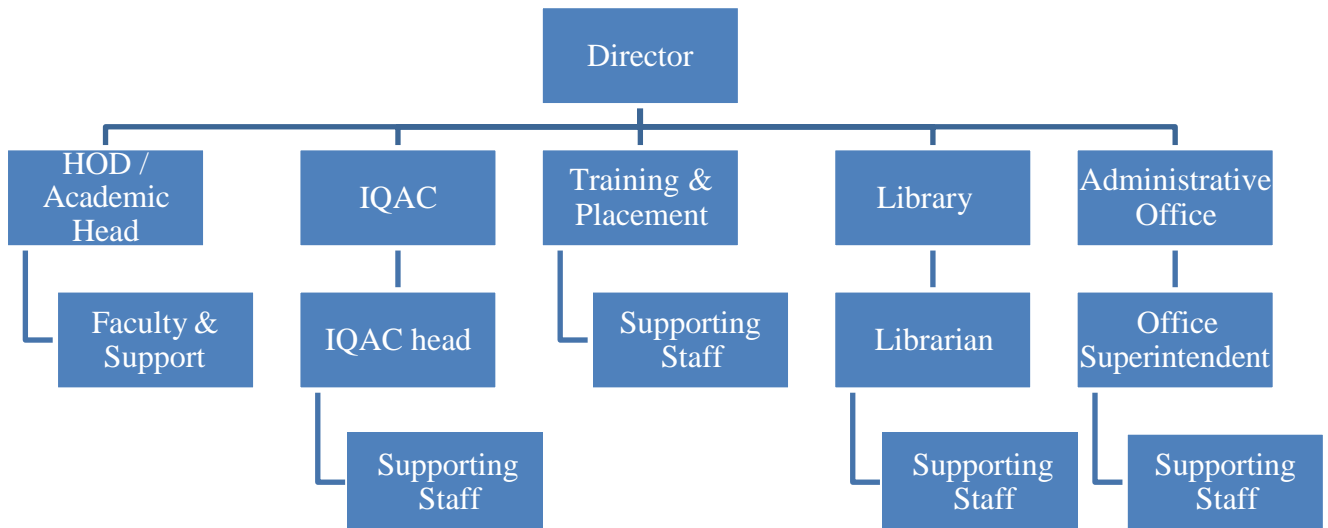 Director
HOD /
Academic
Head
IQAC
Training &
Placement
Library
Administrative
Office
Faculty &
Support
IQAC head
Supporting
Staff
Librarian
Office
Superintendent
Supporting
Staff
Supporting
Staff
Supporting
Staff